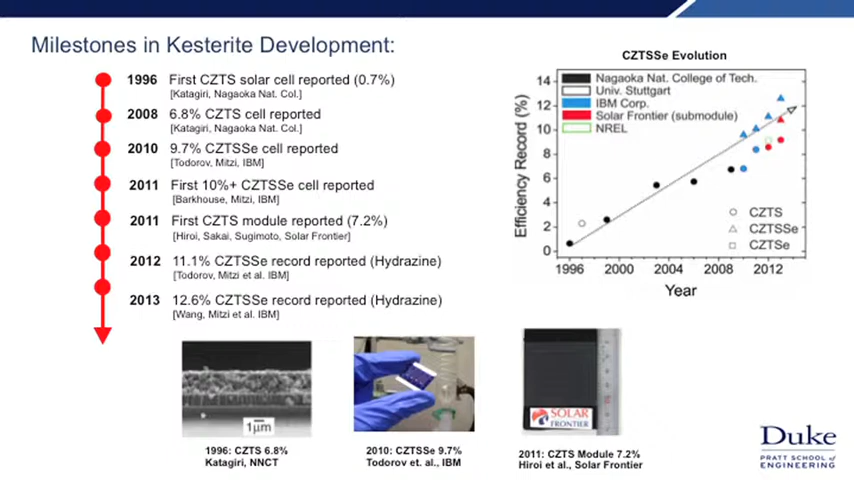 Milestones in Kesterite Development:
1996 First CZTS solar cell reported (0.7%)
[Katagiri, Nagaoka Nat. Col.]
2008 6.8% CZTS cell reported
[Katagiri, Nagaoka Nat. Col.]
2010 9.7% CZTSSe cell reported
[Todorov, Mitzi, IBM]
2011 First 10%+ CZTSSe cell reported
[Barkhouse, Mitzi, IBM]
2011 First CZTS module reported (7.2%)
[Hiroi, Sakai, Sugimoto, Solar Frontier]
2012 11.1% CZTSSe record reported (Hydrazine)
[Todorov, Mitzi et al. IBM]
2013 12.6% CZTSSe record reported (Hydrazine)
[Wang, Mitzi et al. IBM]
CZTSSe Evolution
Efficiency Record (%)
14
12
10
8
6
4
2
0
Nagaoka Nat. College of Tech.
Univ. Stuttgart
IBM Corp.
Solar Frontier (submodule)
NREL
CZTS
CZTSSe
CZTSe
1996 2000 2004 2008 2012
Year
1µm
1996: CZTS 6.8%
Katagiri, NNCT
2010: CZTSSe 9.7%
Todorov et. al., IBM
SOLAR
FRONTIER
2011: CZTS Module 7.2%
Hiroi et al., Solar Frontier
Duke
PRATT SCHOOL of
ENGINEERING